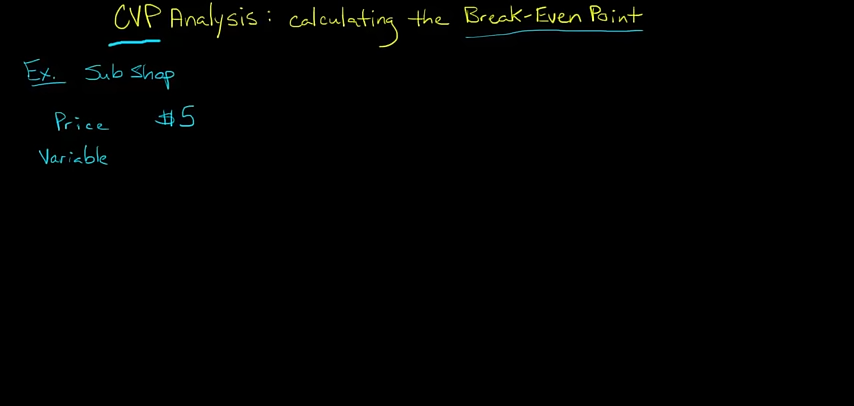 CVP Analysis: calculating the Break-Even Point
Ex. Sub Shop
Price $5
Variable